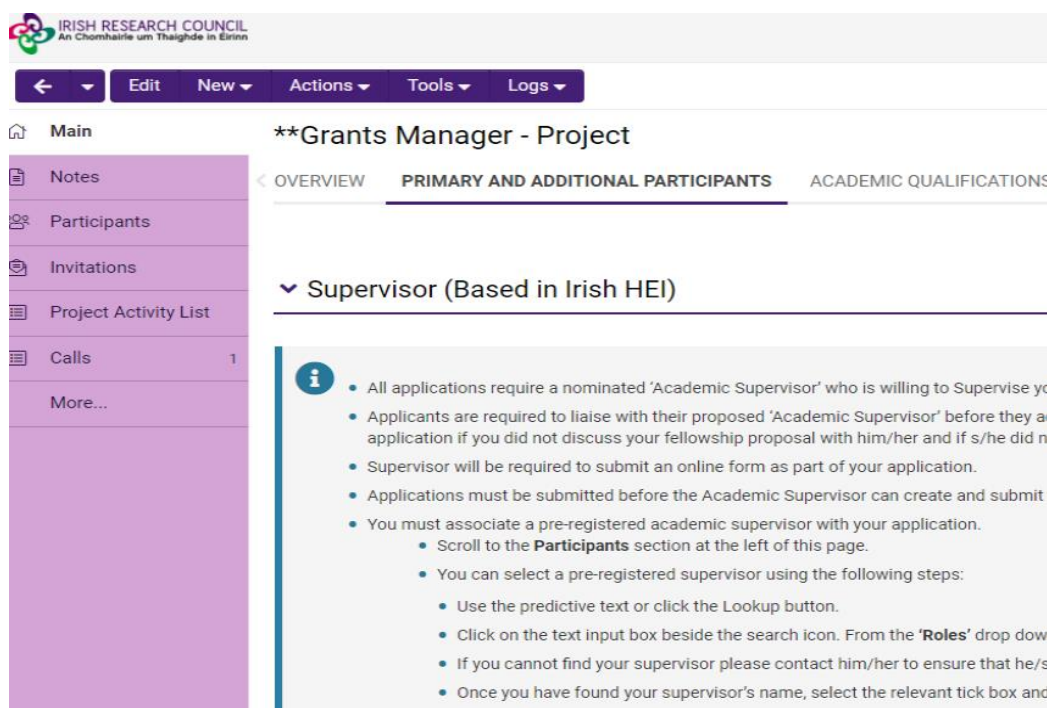 IRISH RESEARCH COUNCIL
An Chomhairle um Thaighde in Éirinn
Edit New Actions Tools Logs
Main
Notes
Participants
Invitations
Project Activity List
Calls 1
More...
**Grants Manager - Project
OVERVIEW PRIMARY AND ADDITIONAL PARTICIPANTS ACADEMIC QUALIFICATIONS
Supervisor (Based in Irish HEI)
All applications require a nominated 'Academic Supervisor' who is willing to Supervise
Applicants are required to liaise with their proposed 'Academic Supervisor' before they
application if you did not discuss your fellowship proposal with him/her and if s/he did
Supervisor will be required to submit an online form as part of your application.
Applications must be submitted before the Academic Supervisor can create and submit
You must associate a pre-registered academic supervisor with your application.
Scroll to the Participants section at the left of this page.
You can select a pre-registered supervisor using the following steps:
Use the predictive text or click the Lookup button.
Click on the text input box beside the search icon. From the 'Roles' drop
If you cannot find your supervisor please contact him/her to ensure that
Once you have found your supervisor's name, select the relevant tick box and